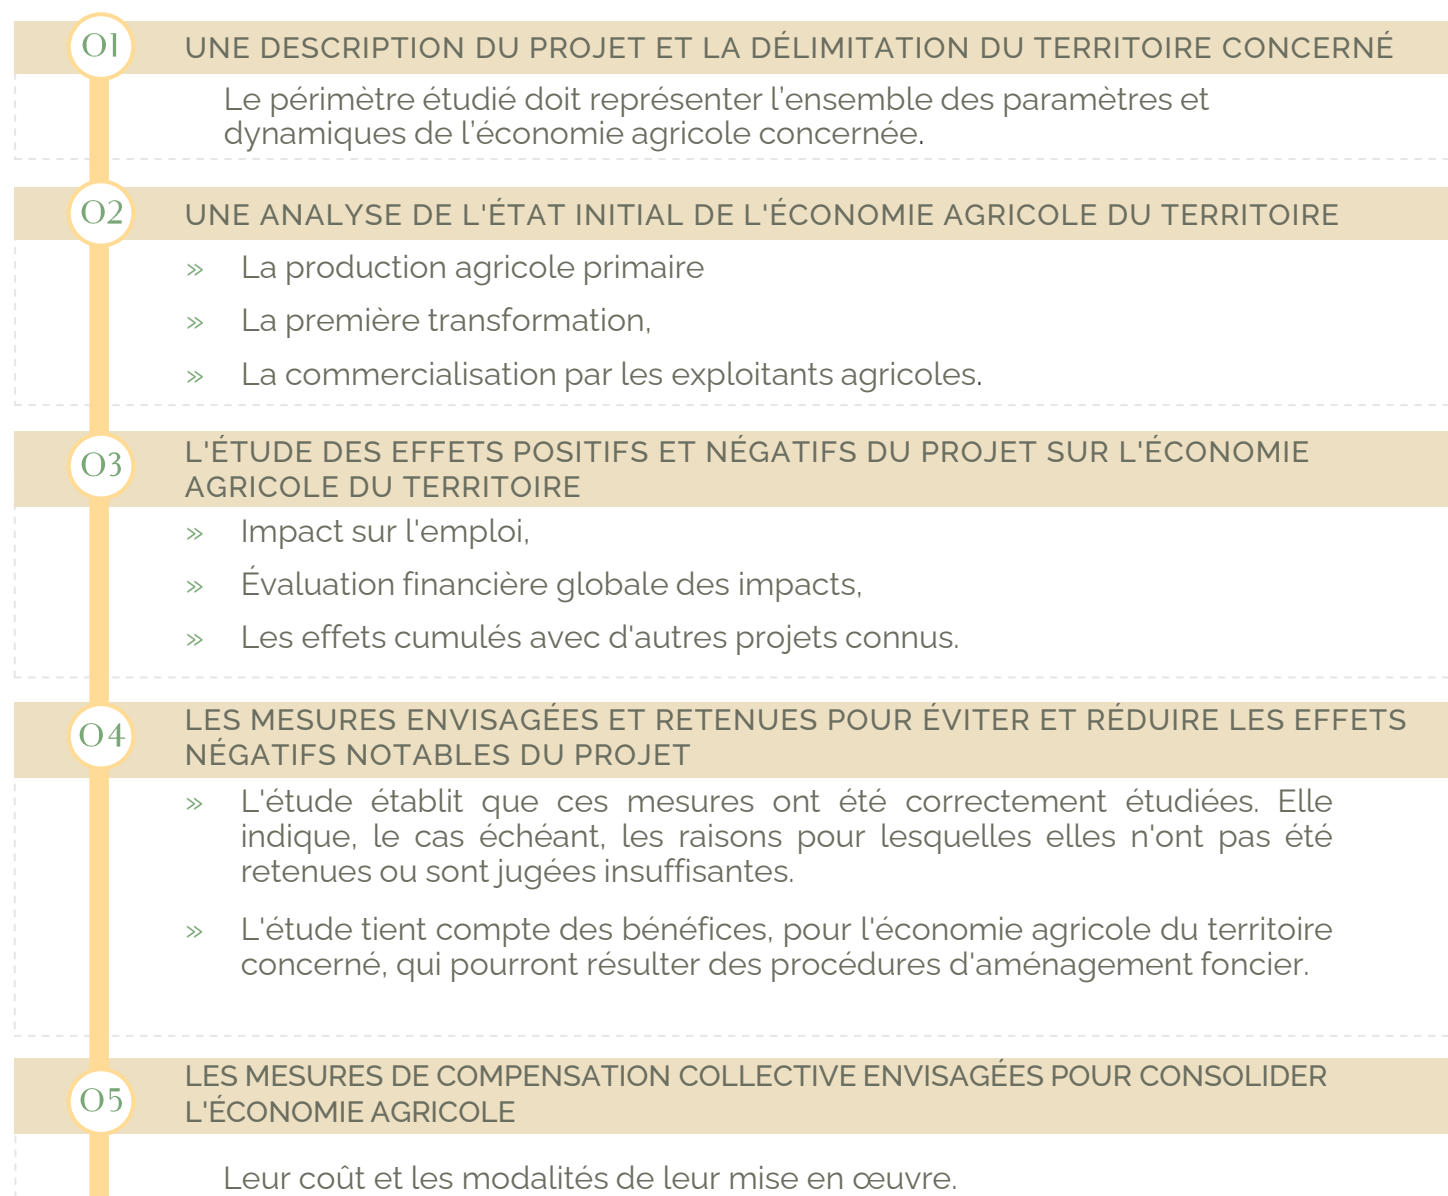 01
UNE DESCRIPTION DU PROJET ET LA DÉLIMITATION DU TERRITOIRE CONCERNÉ
Le périmètre étudié doit représenter l’ensemble des paramètres et
dynamiques de l’économie agricole concernée.
02
UNE ANALYSE DE L'ÉTAT INITIAL DE L'ÉCONOMIE AGRICOLE DU TERRITOIRE
» La production agricole primaire
» La première transformation,
» La commercialisation par les exploitants agricoles.
03
L'ÉTUDE DES EFFETS POSITIFS ET NÉGATIFS DU PROJET SUR L'ÉCONOMIE
AGRICOLE DU TERRITOIRE
» Impact sur l'emploi,
» Évaluation financière globale des impacts,
» Les effets cumulés avec d'autres projets connus.
04
LES MESURES ENVISAGÉES ET RETENUES POUR ÉVITER ET RÉDUIRE LES EFFETS
NÉGATIFS NOTABLES DU PROJET
» L'étude établit que ces mesures ont été correctement étudiées. Elle
indique, le cas échéant, les raisons pour lesquelles elles n'ont pas été
retenues ou sont jugées insuffisantes.
» L'étude tient compte des bénéfices, pour l'économie agricole du territoire
concerné, qui pourront résulter des procédures d'aménagement foncier.
05
LES MESURES DE COMPENSATION COLLECTIVE ENVISAGÉES POUR CONSOLIDER
L'ÉCONOMIE AGRICOLE
Leur coût et les modalités de leur mise en œuvre.